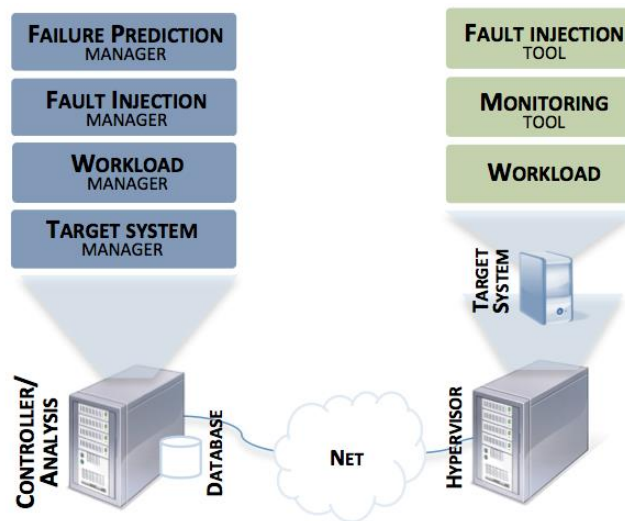 FAILURE PREDICTION
MANAGER
FAULT INJECTION
MANAGER
WORKLOAD
MANAGER
TARGET SYSTEM
MANAGER
FAULT INJECTION
TOOL
MONITORING
TOOL
WORKLOAD
TARGET
SYSTEM
CONTROLLER/
ANALYSIS
DATABASE
NET
HYPERVISOR